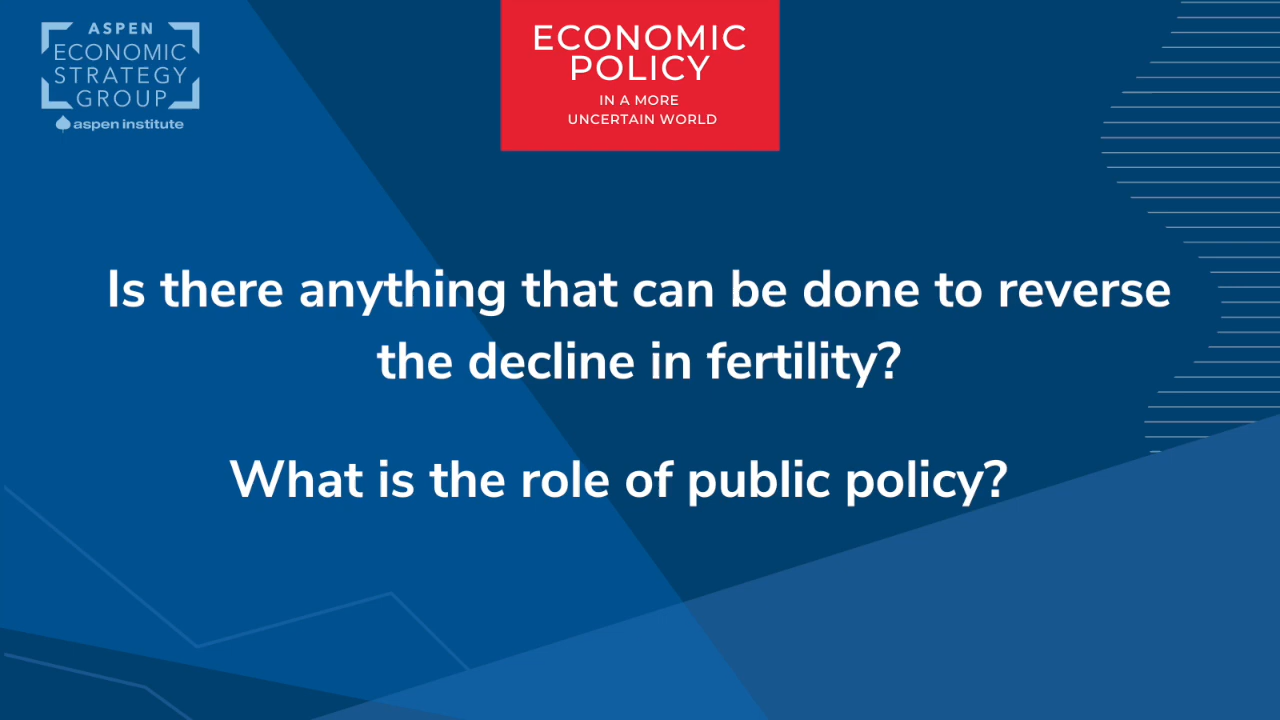 ASPEN
ECONOMIC
STRATEGY
GROUP
aspen institute
ECONOMIC
POLICY
IN A MORE
UNCERTAIN WORLD
Is there anything that can be done to reverse
the decline in fertility?
What is the role of public policy?